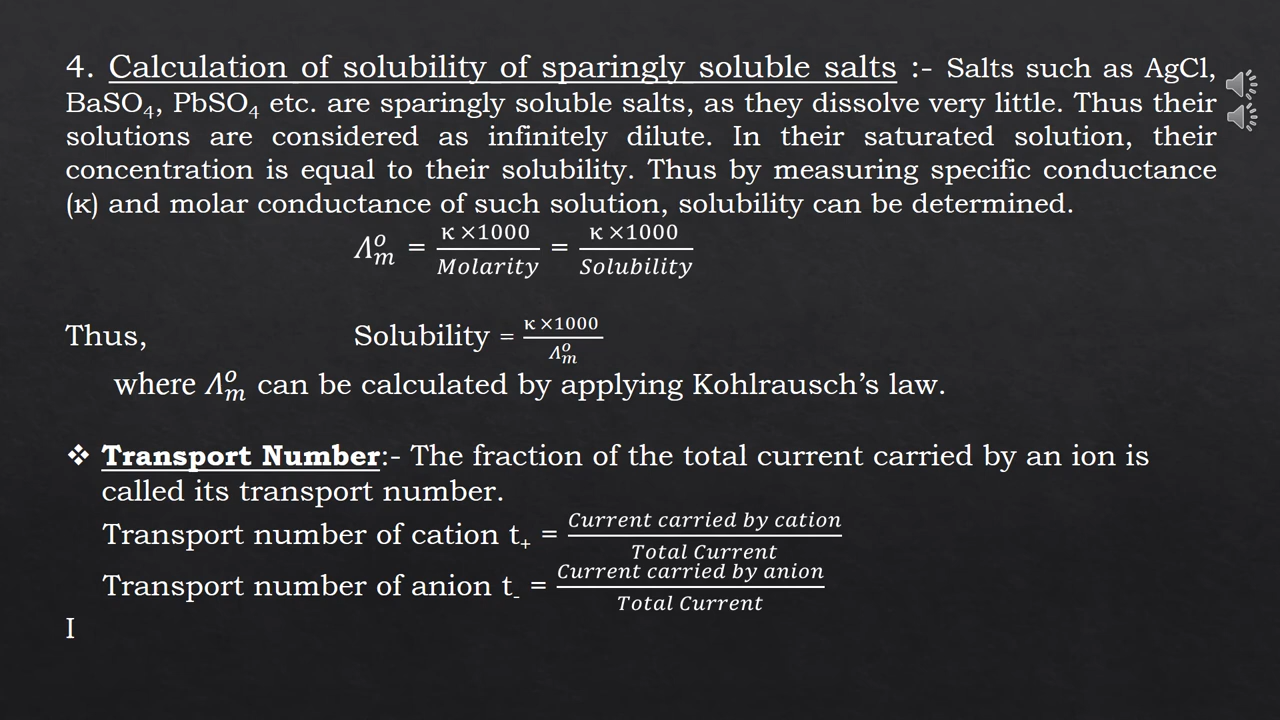 4. Calculation of solubility of sparingly soluble salts :- Salts such as AgCl,
BaSO₄, PbSO₄ etc. are sparingly soluble salts, as they dissolve very little. Thus their
solutions are considered as infinitely dilute. In their saturated solution, their
concentration is equal to their solubility. Thus by measuring specific conductance
(κ) and molar conductance of such solution, solubility can be determined.
Λ°ₘ = κ ×1000 / Molarity = κ ×1000 / Solubility
Thus, Solubility = κ ×1000 / Λ°ₘ
where Λ°ₘ can be calculated by applying Kohlrausch’s law.
❖ Transport Number:- The fraction of the total current carried by an ion is
called its transport number.
Transport number of cation t₊ = Current carried by cation / Total Current
Transport number of anion t₋ = Current carried by anion / Total Current
I